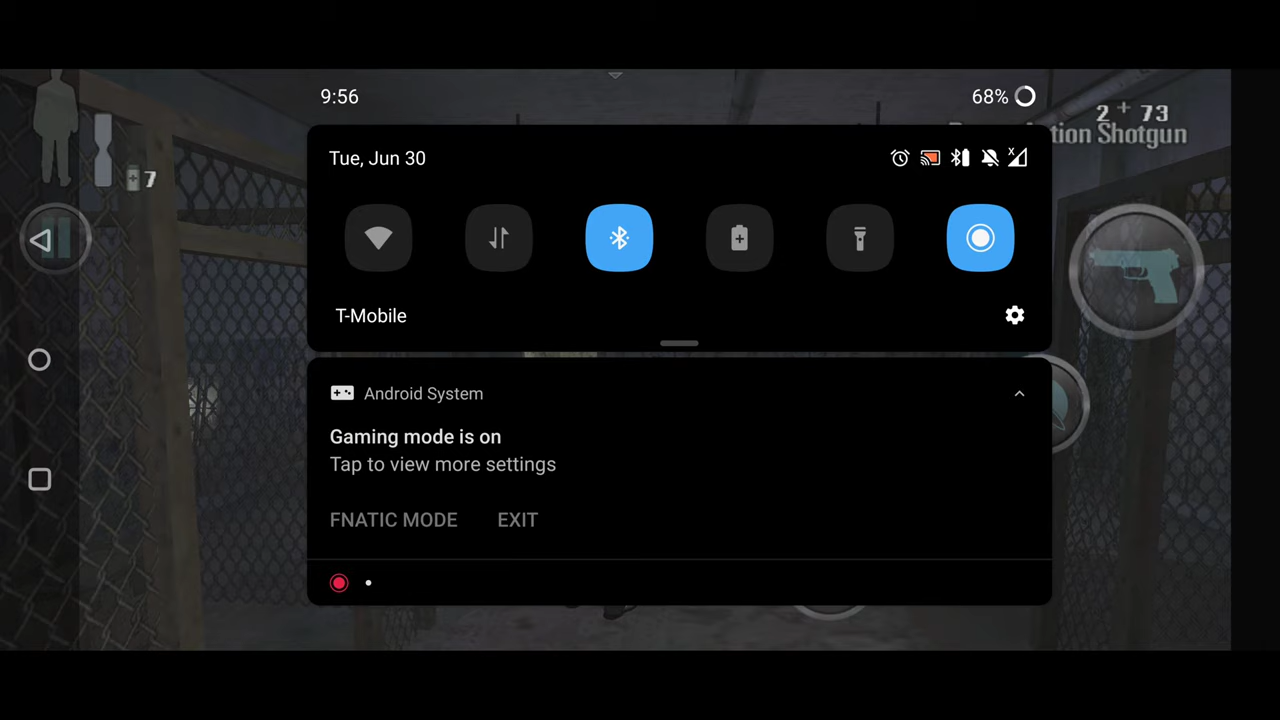 9:56
68%
2 + 73
tion Shotgun
Tue, Jun 30
7
T-Mobile
Android System
Gaming mode is on
Tap to view more settings
FNATIC MODE
EXIT